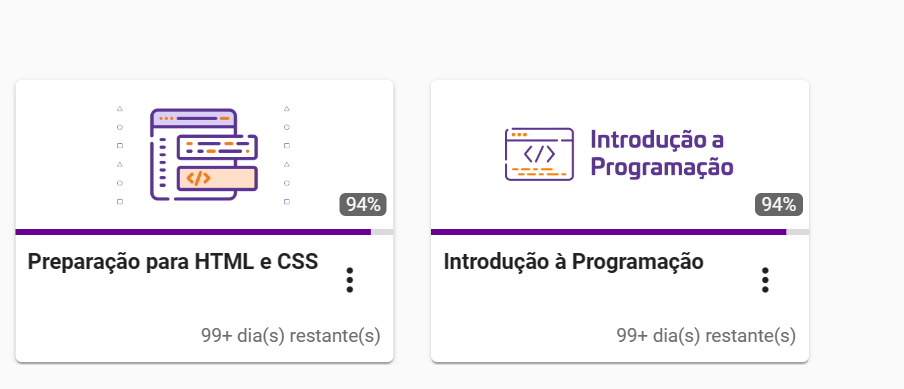 </>
94%
Preparação para HTML e CSS
99+ dia(s) restante(s)
</>
Introdução a
Programação
94%
Introdução à Programação
99+ dia(s) restante(s)